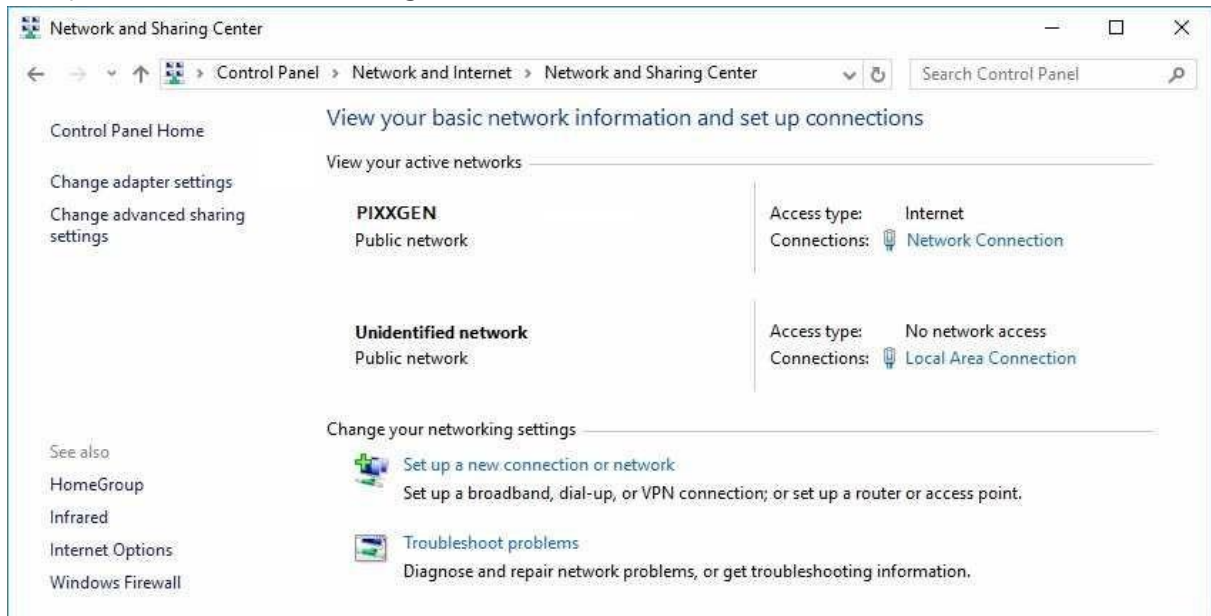 Network and Sharing Center
Control Panel > Network and Internet > Network and Sharing Center
Search Control Panel
Control Panel Home
Change adapter settings
Change advanced sharing
settings
See also
HomeGroup
Infrared
Internet Options
Windows Firewall
View your basic network information and set up connections
View your active networks
PIXXGEN
Public network
Access type: Internet
Connections: Network Connection
Unidentified network
Public network
Access type: No network access
Connections: Local Area Connection
Change your networking settings
Set up a new connection or network
Set up a broadband, dial-up, or VPN connection; or set up a router or access point.
Troubleshoot problems
Diagnose and repair network problems, or get troubleshooting information.